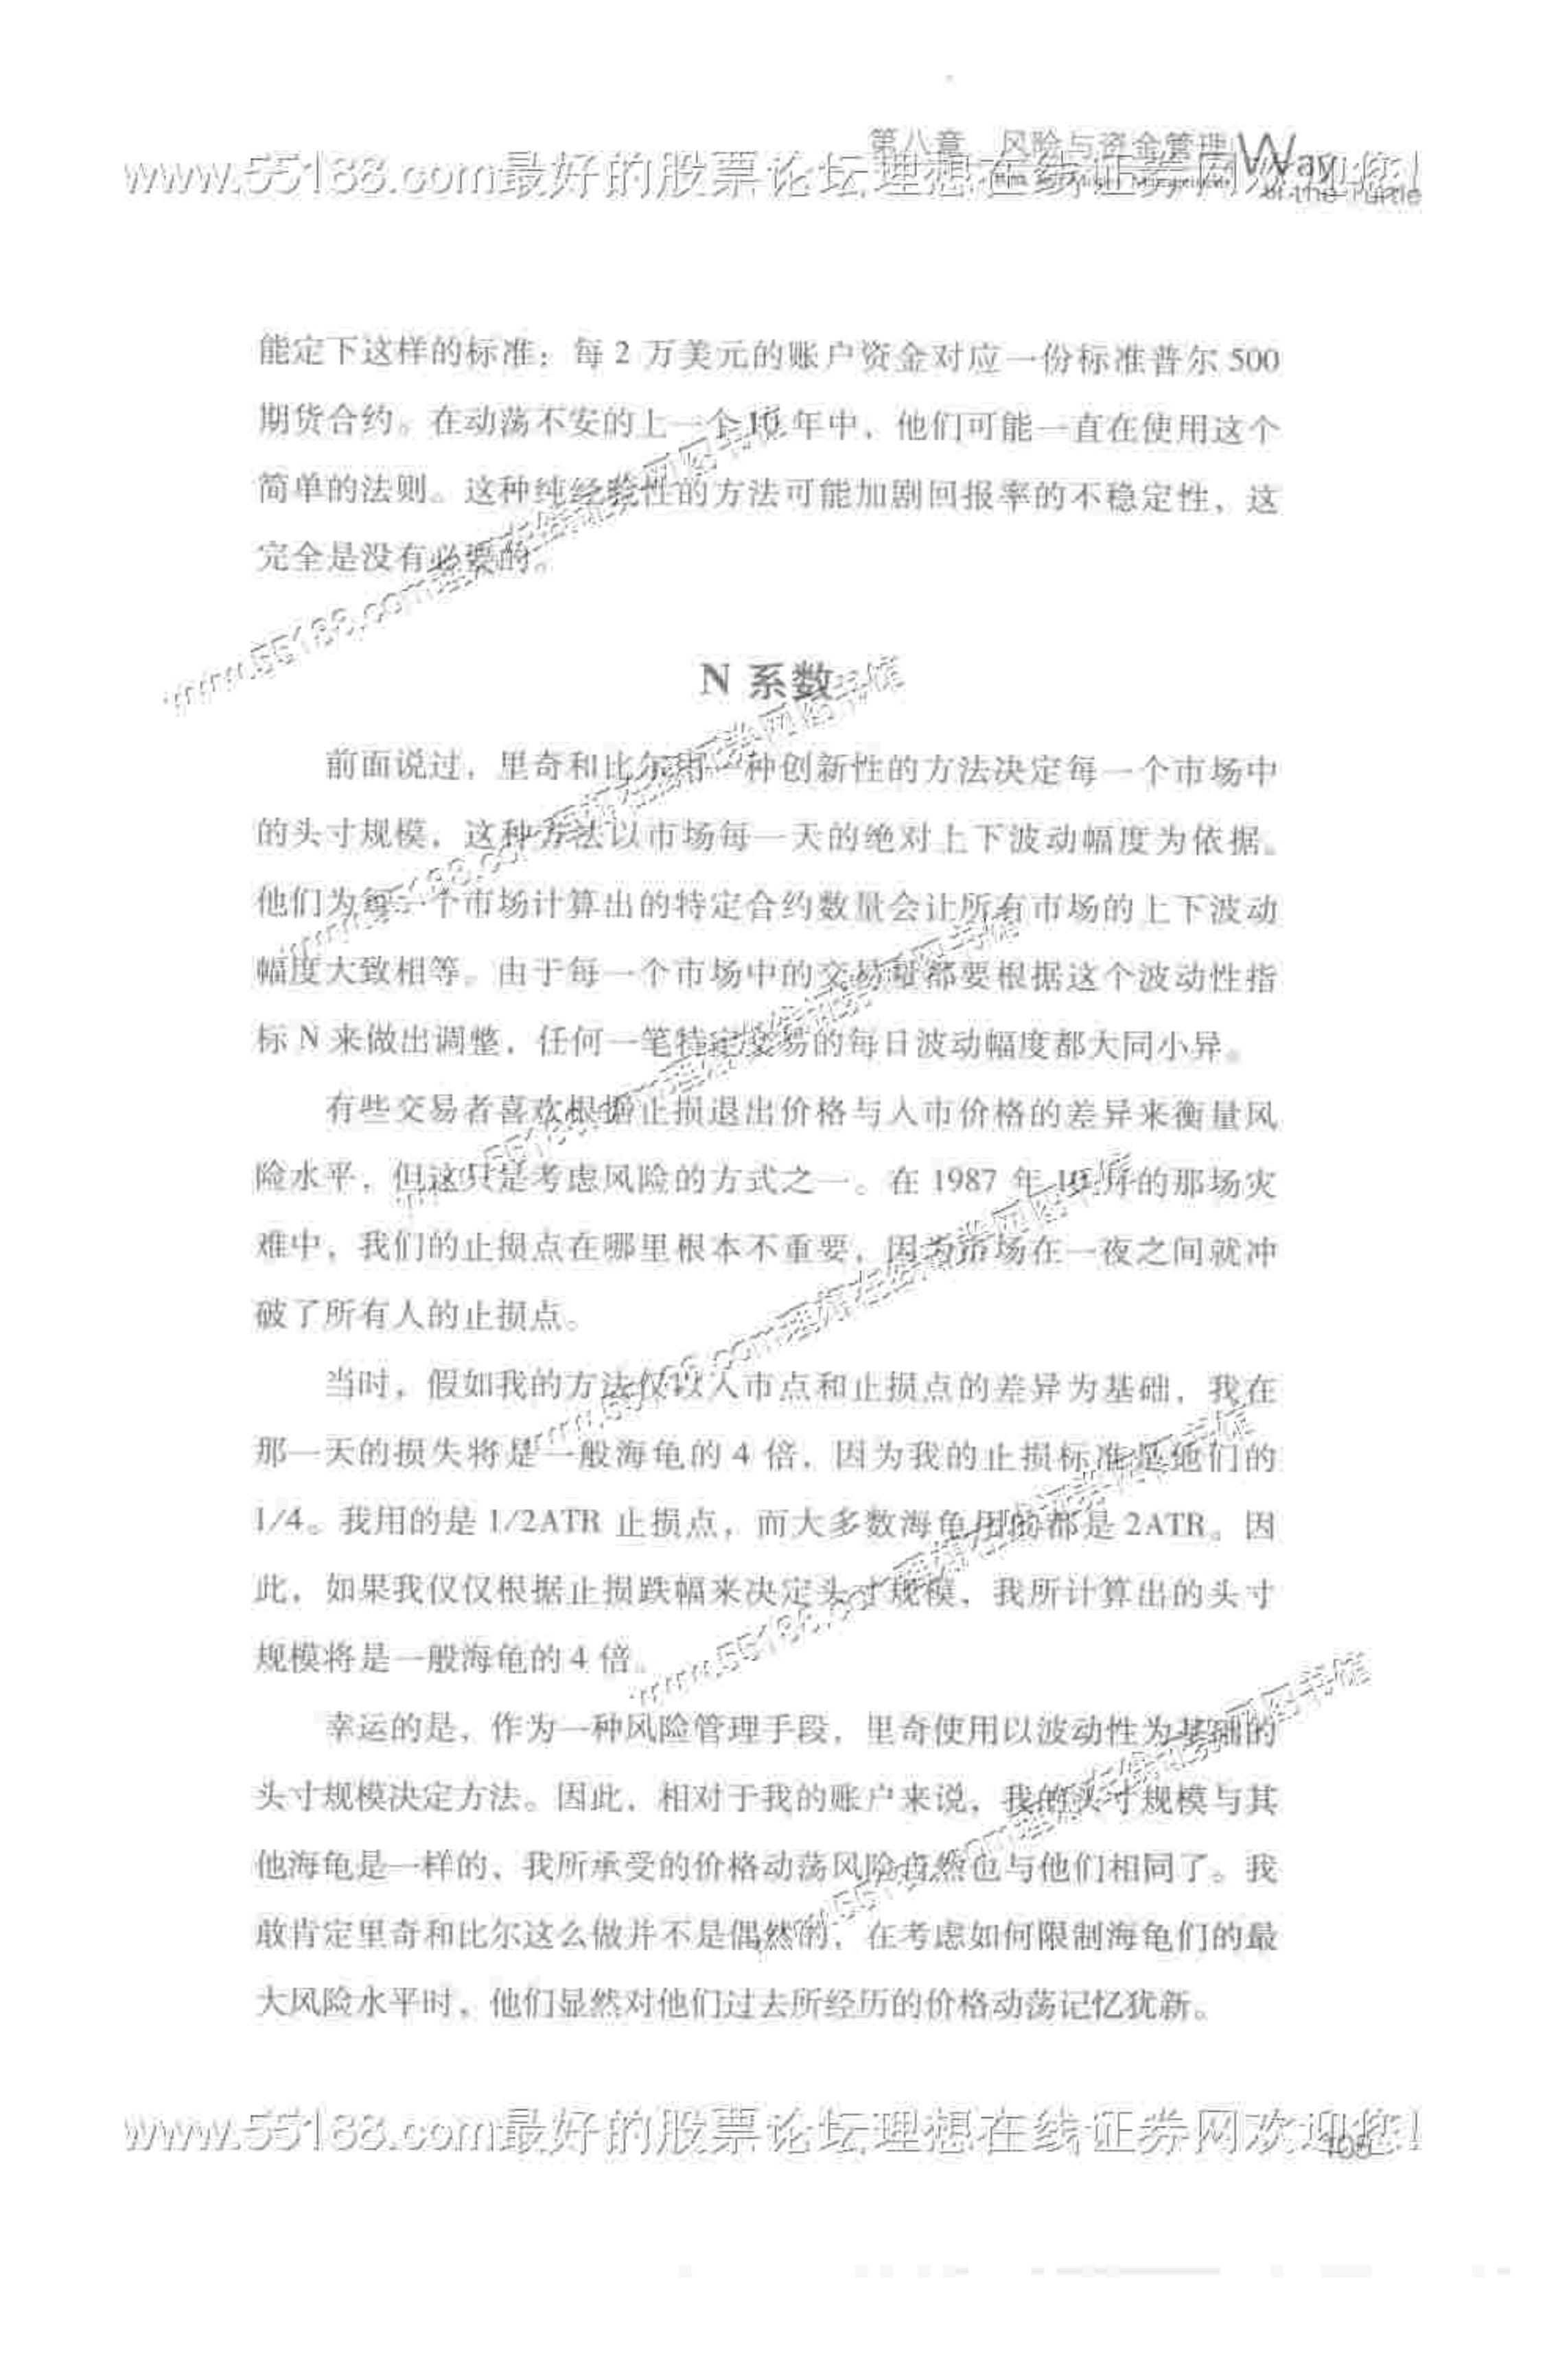 第八章 风险与资金管理 Way
of the Turtle
www.55188.com最好的股票论坛理想在线证券网欢迎您!
能定下这样的标准：每 2 万美元的账户资金对应一份标准普尔 500
期货合约。在动荡不安的上一个 10 年中，他们可能一直在使用这个
简单的法则。这种纯经验性的方法可能加剧回报率的不稳定性，这
完全是没有必要的。
N 系数
前面说过，里奇和比尔用一种创新性的方法决定每一个市场中
的头寸规模，这种方法以市场每一天的绝对上下波动幅度为依据。
他们为每一个市场计算出的特定合约数量会让所有市场的上下波动
幅度大致相等。由于每一个市场中的交易量都要根据这个波动性指
标 N 来做出调整，任何一笔特定交易的每日波动幅度都大同小异。
有些交易者喜欢根据止损退出价格与入市价格的差异来衡量风
险水平，但这只是考虑风险的方式之一。在 1987 年 10 月的那场灾
难中，我们的止损点在哪里根本不重要，因为市场在一夜之间就冲
破了所有人的止损点。
当时，假如我的方法仅以入市点和止损点的差异为基础，我在
那一天的损失将是一般海龟的 4 倍，因为我的止损标准是他们的
1/4。我用的是 1/2ATR 止损点，而大多数海龟用的都是 2ATR。因
此，如果我仅仅根据止损跌幅来决定头寸规模，我所计算出的头寸
规模将是一般海龟的 4 倍。
幸运的是，作为一种风险管理手段，里奇使用以波动性为基础的
头寸规模决定方法。因此，相对于我的账户来说，我的头寸规模与其
他海龟是一样的，我所承受的价格动荡风险自然也与他们相同了。我
敢肯定里奇和比尔这么做并不是偶然的，在考虑如何限制海龟们的最
大风险水平时，他们显然对他们过去所经历的价格动荡记忆犹新。
www.55188.com最好的股票论坛理想在线证券网欢迎您!
105